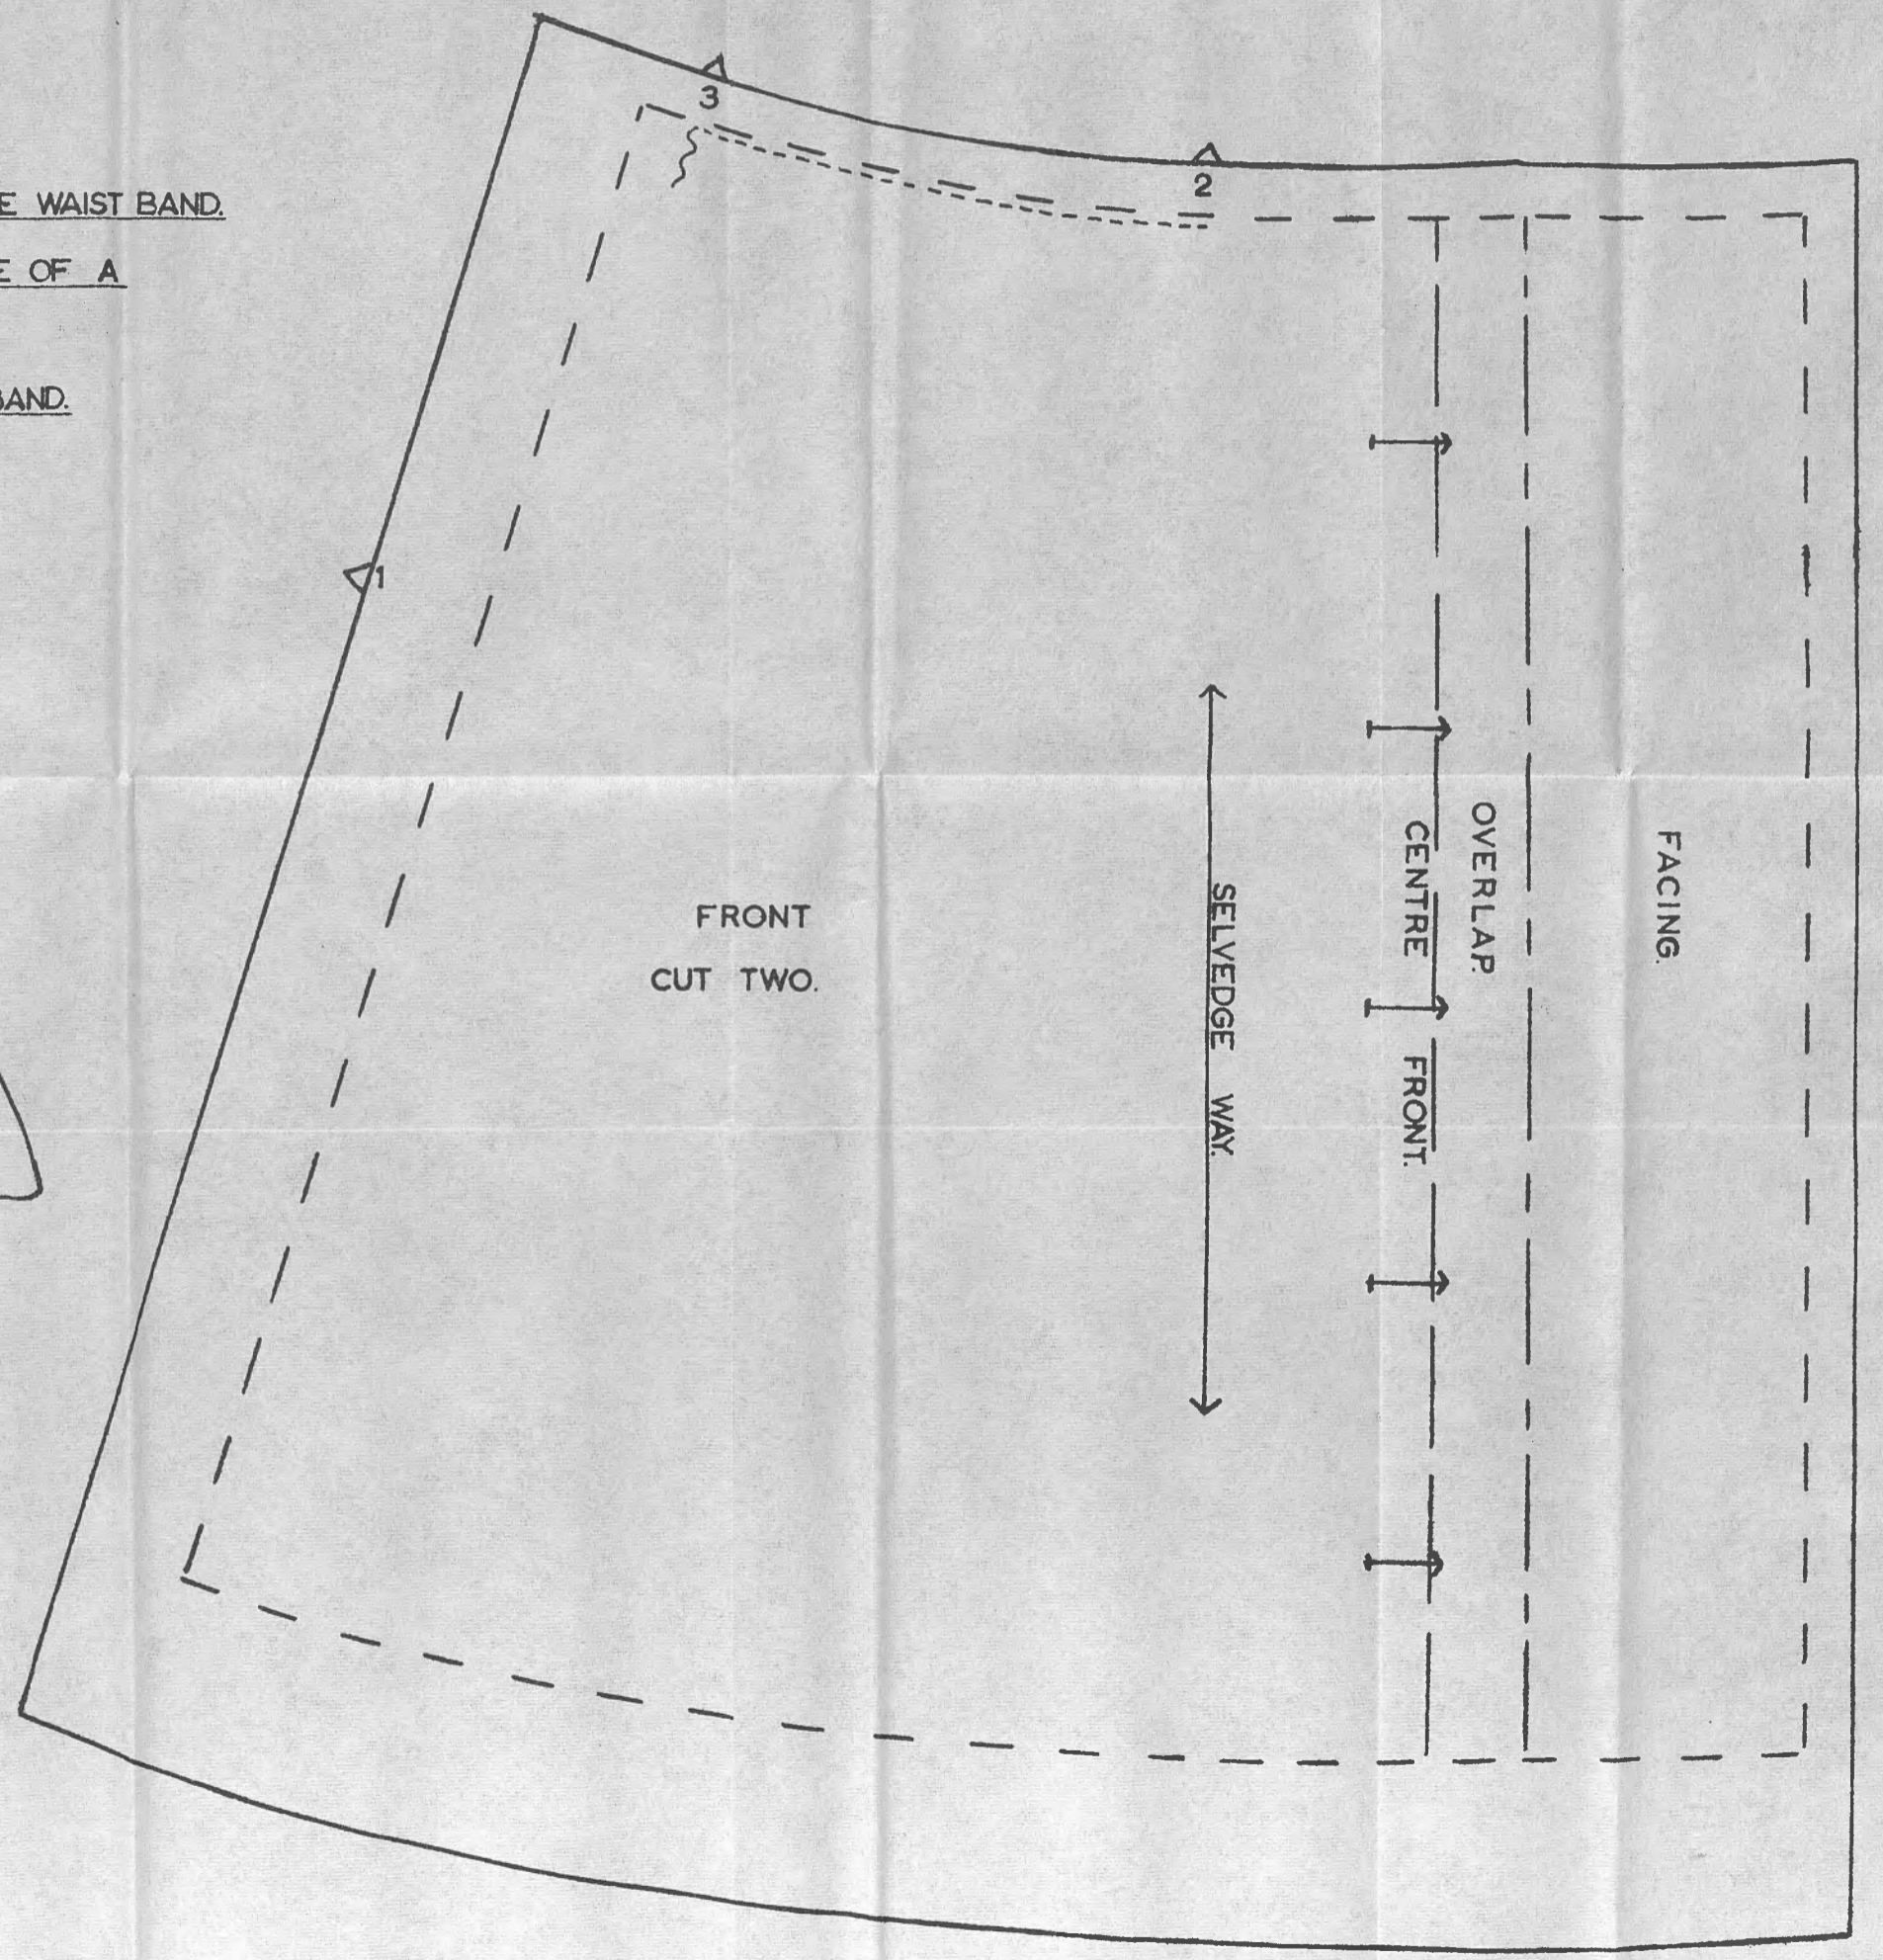 E WAIST BAND.
E OF A
BAND.
3
2
1
FRONT
CUT TWO.
SELVEDGE WAY.
CENTRE FRONT.
OVERLAP.
FACING.